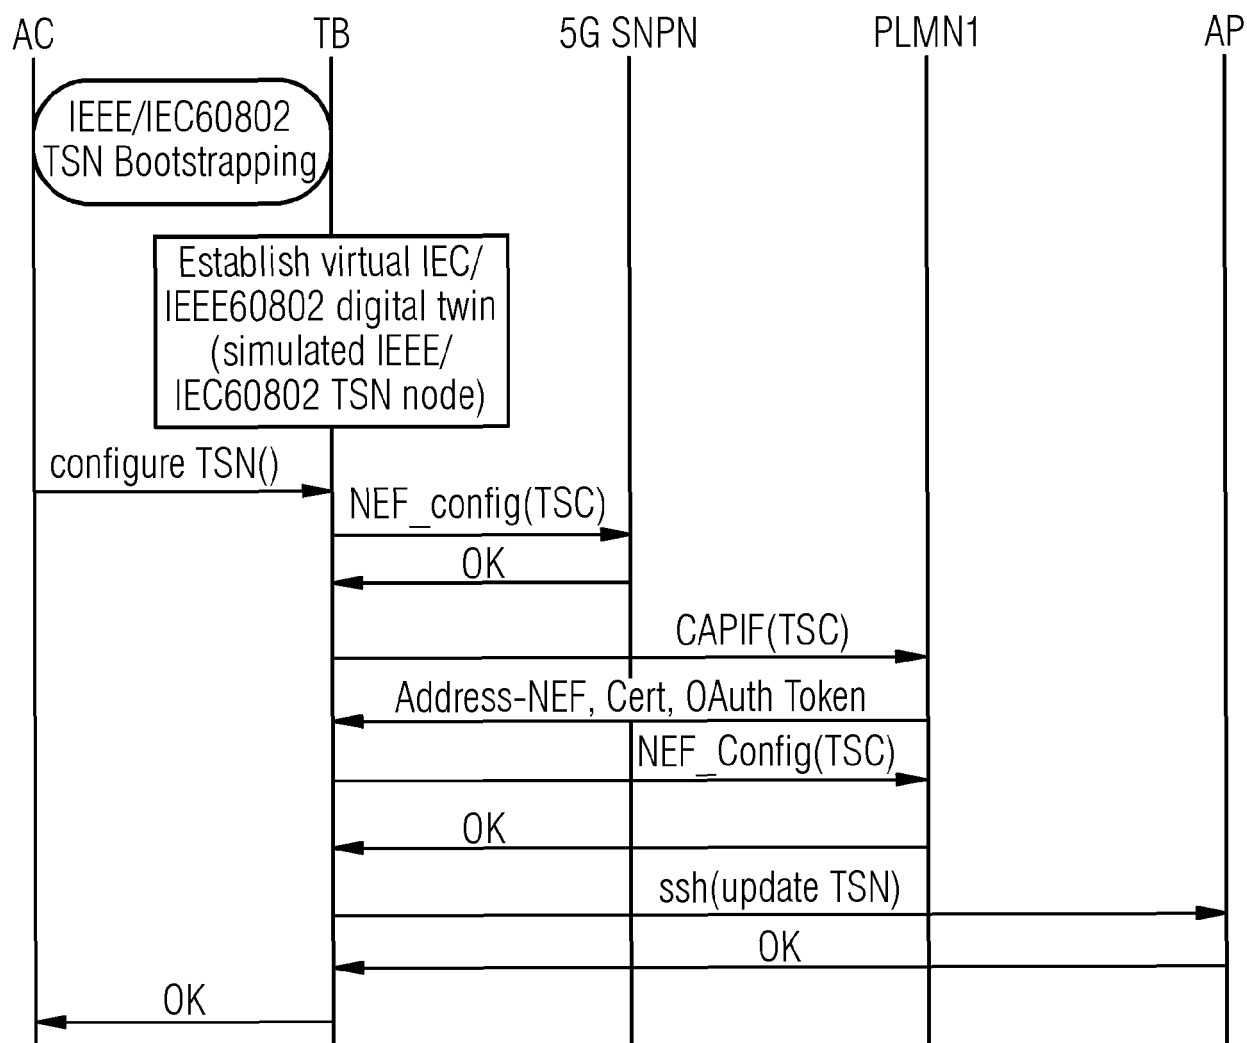 AC TB 5G SNPN PLMN1 AP
IEEE/IEC60802
TSN Bootstrapping
Establish virtual IEC/
IEEE60802 digital twin
(simulated IEEE/
IEC60802 TSN node)
configure TSN()
NEF_config(TSC)
OK
CAPIF(TSC)
Address-NEF, Cert, OAuth Token
NEF_Config(TSC)
OK
ssh(update TSN)
OK
OK